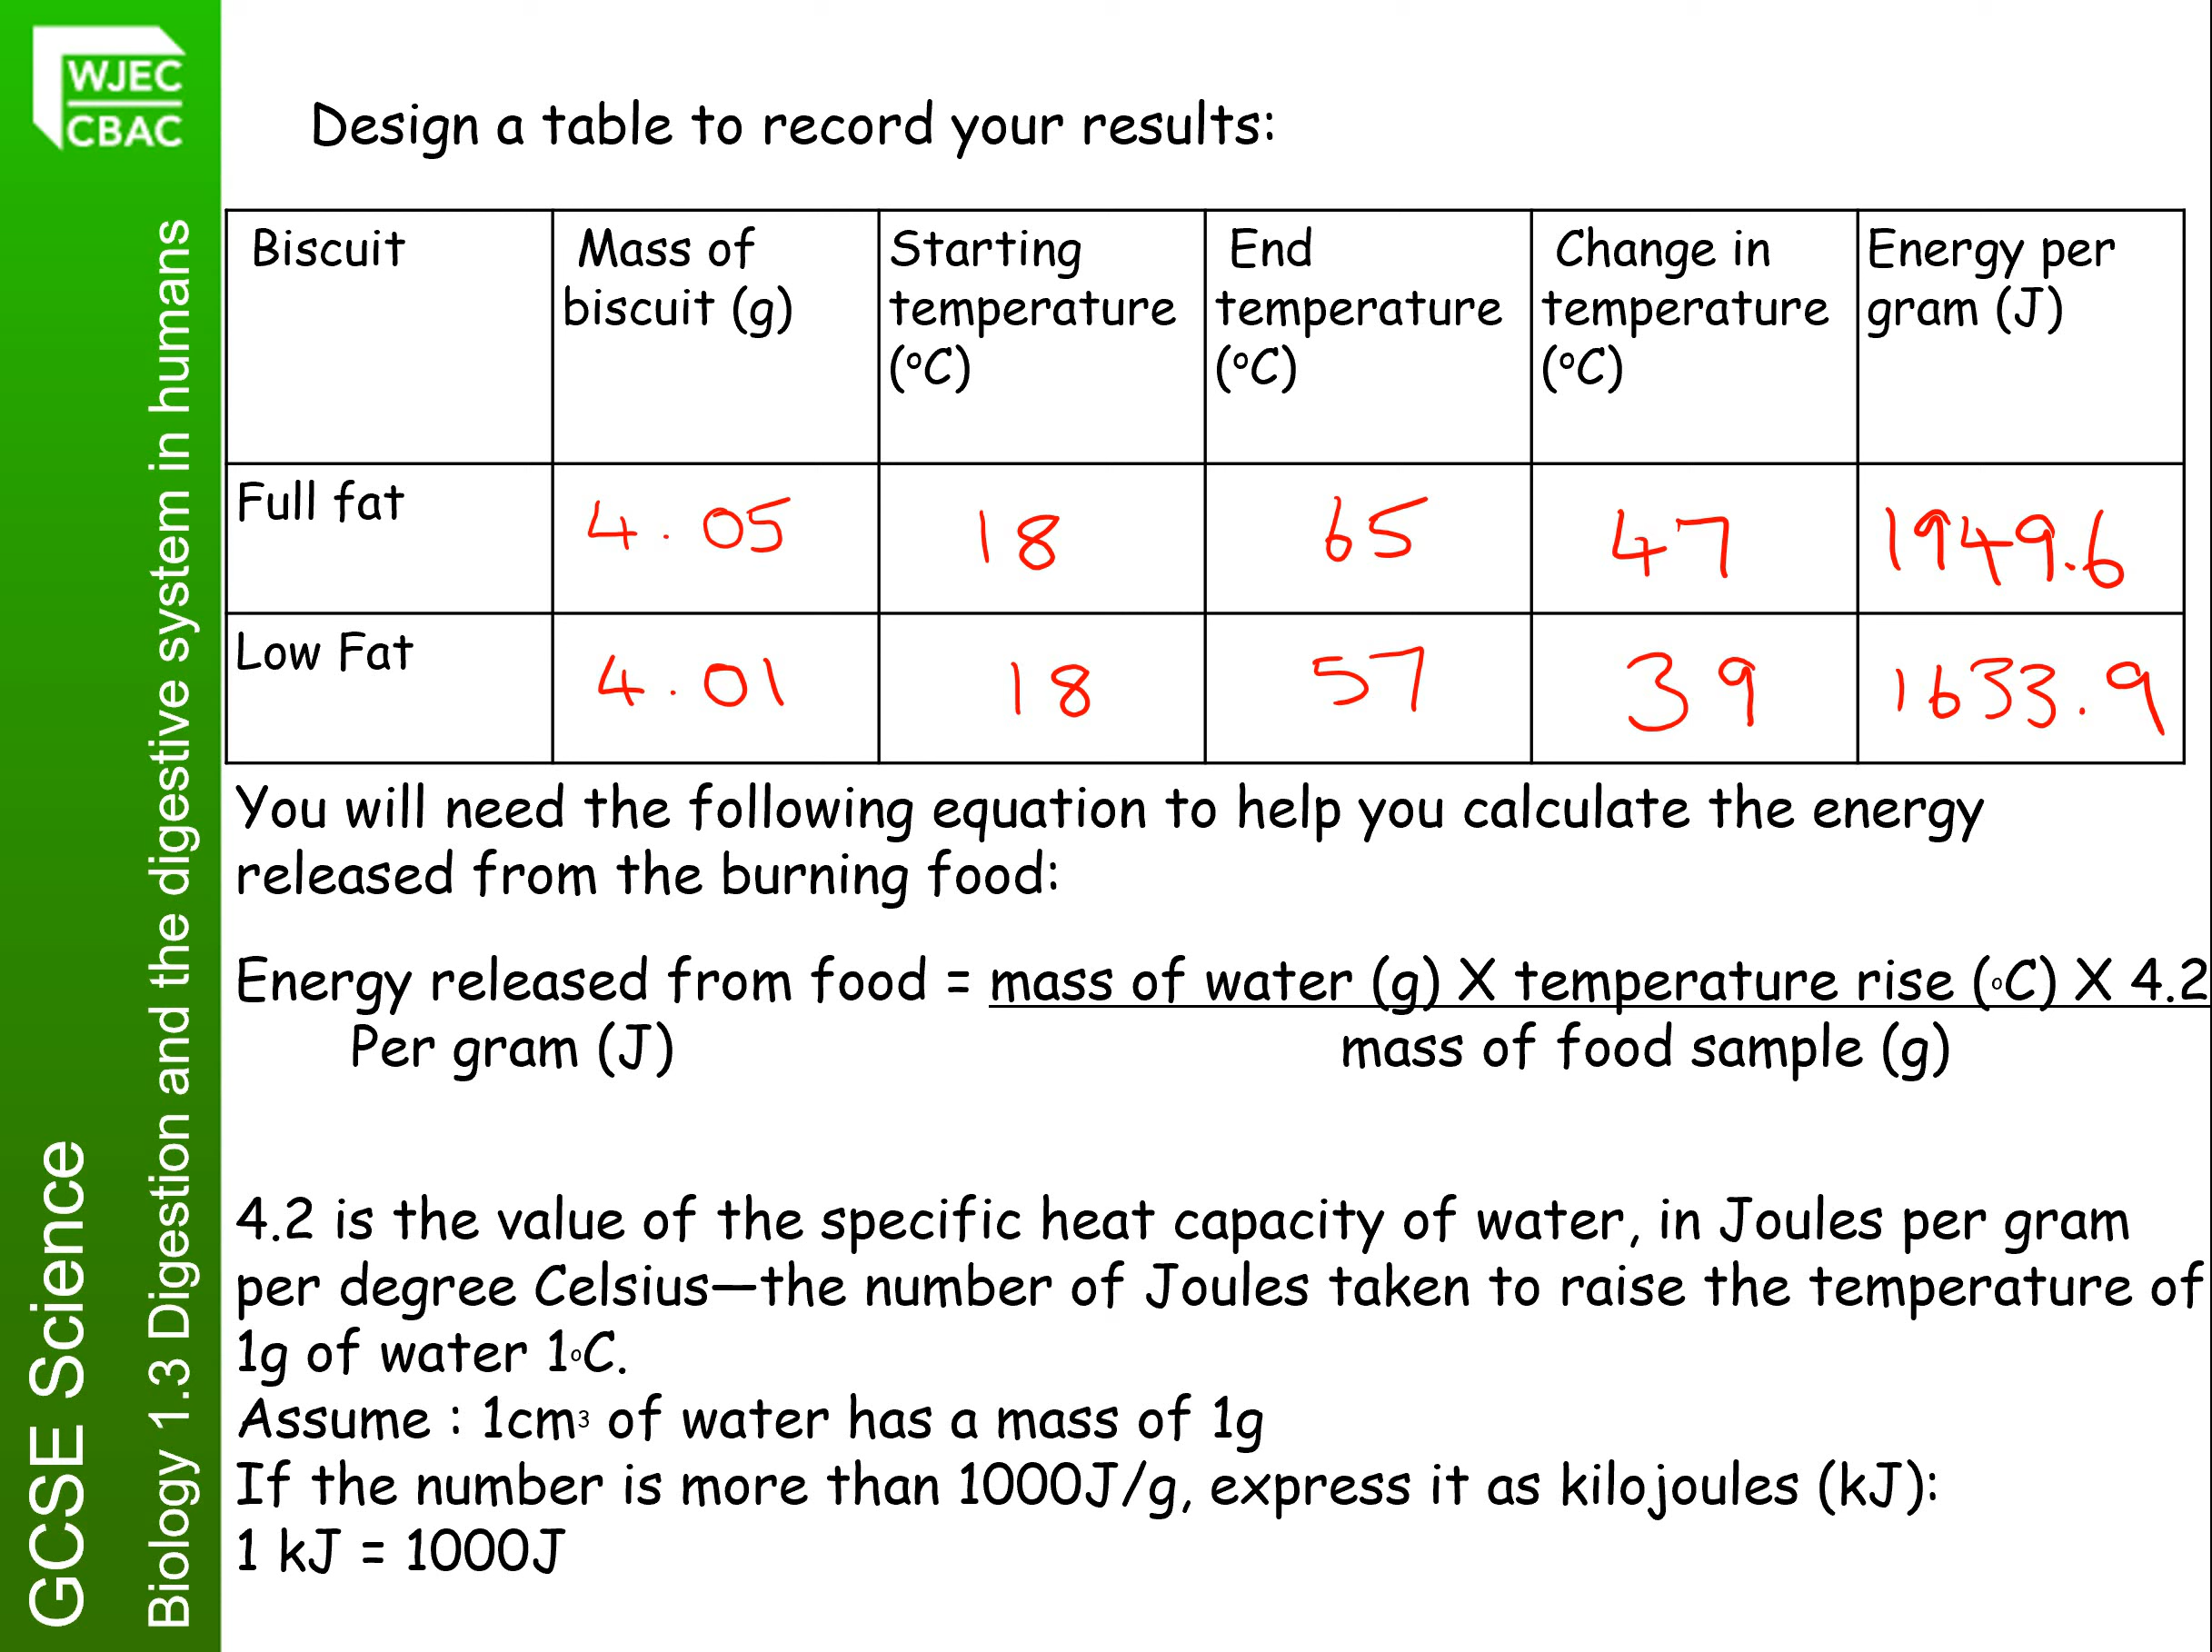 WJEC
CBAC
GCSE Science
Biology 1.3 Digestion and the digestive system in humans
Design a table to record your results:
Biscuit
Mass of
biscuit (g)
Starting
temperature
(°C)
End
temperature
(°C)
Change in
temperature
(°C)
Energy per
gram (J)
Full fat
4.05
18
65
47
1949.6
Low Fat
4.01
18
57
39
1633.9
You will need the following equation to help you calculate the energy
released from the burning food:
Energy released from food = mass of water (g) X temperature rise (°C) X 4.2
Per gram (J) mass of food sample (g)
4.2 is the value of the specific heat capacity of water, in Joules per gram
per degree Celsius—the number of Joules taken to raise the temperature of
1g of water 1°C.
Assume : 1cm³ of water has a mass of 1g
If the number is more than 1000J/g, express it as kilojoules (kJ):
1 kJ = 1000J